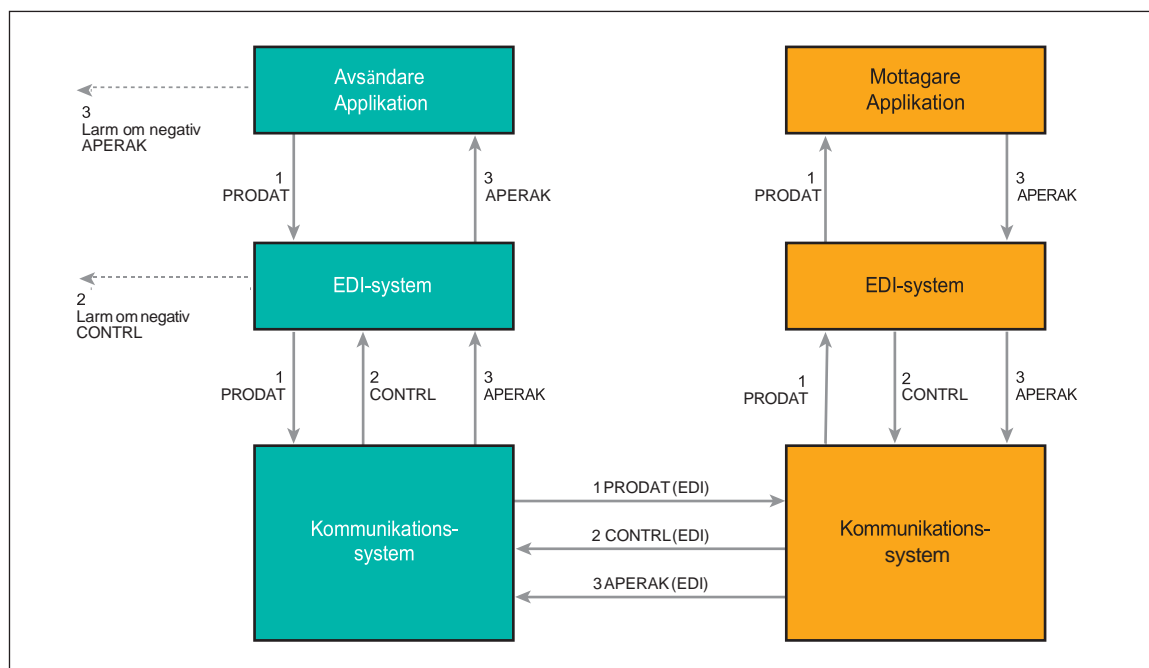 Avsändare
Applikation
Mottagare
Applikation
3
Larm om negativ
APERAK
1
PRODAT
3
APERAK
1
PRODAT
3
APERAK
EDI-system
EDI-system
2
Larm om negativ
CONTRL
1
PRODAT
2
CONTRL
3
APERAK
1
PRODAT
2
CONTRL
3
APERAK
Kommunikations-
system
1 PRODAT (EDI)
2 CONTRL (EDI)
3 APERAK (EDI)
Kommunikations-
system